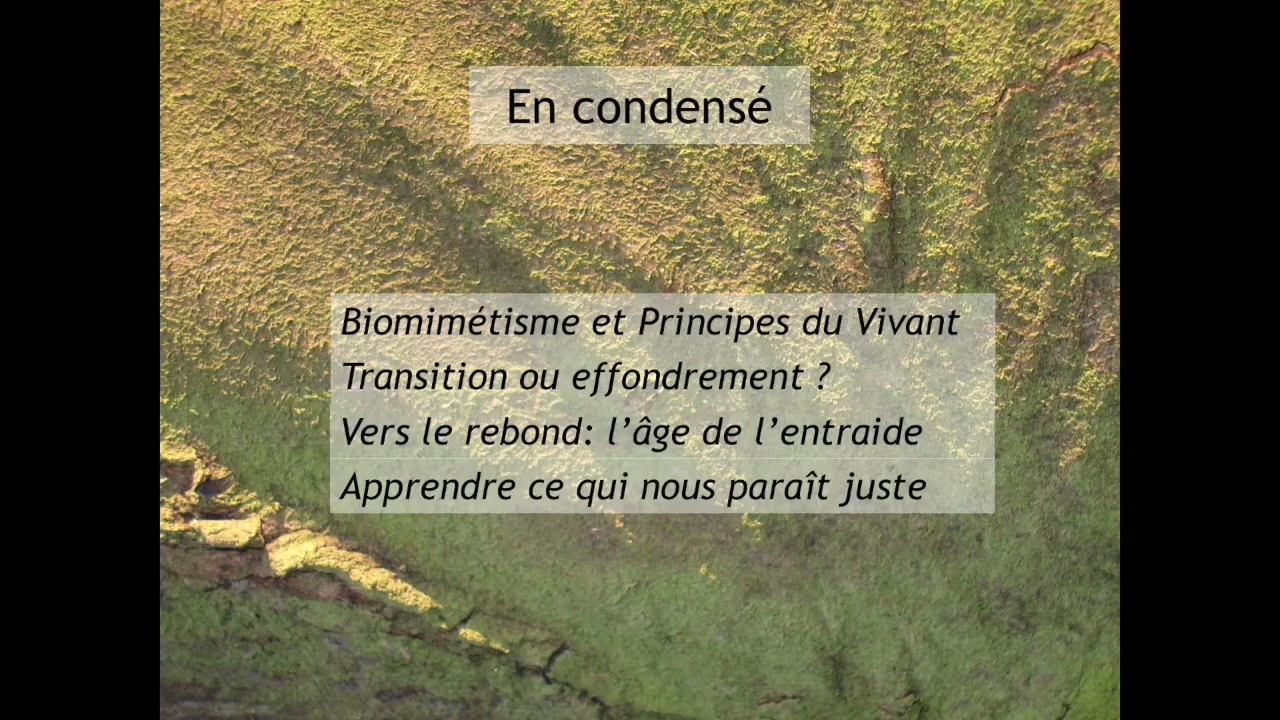 En condensé
Biomimétisme et Principes du Vivant
Transition ou effondrement ?
Vers le rebond: l’âge de l’entraide
Apprendre ce qui nous paraît juste